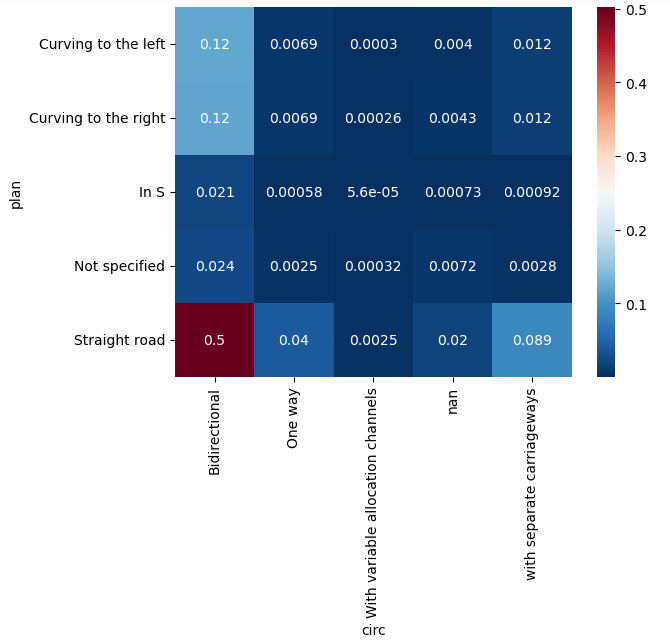 Curving to the left 0.12 0.0069 0.0003 0.004 0.012
Curving to the right 0.12 0.0069 0.00026 0.0043 0.012
In S 0.021 0.00058 5.6e-05 0.00073 0.00092
Not specified 0.024 0.0025 0.00032 0.0072 0.0028
Straight road 0.5 0.04 0.0025 0.02 0.089
plan
Bidirectional
One way
With variable allocation channels
nan
with separate carriageways
circ
0.5
0.4
0.3
0.2
0.1